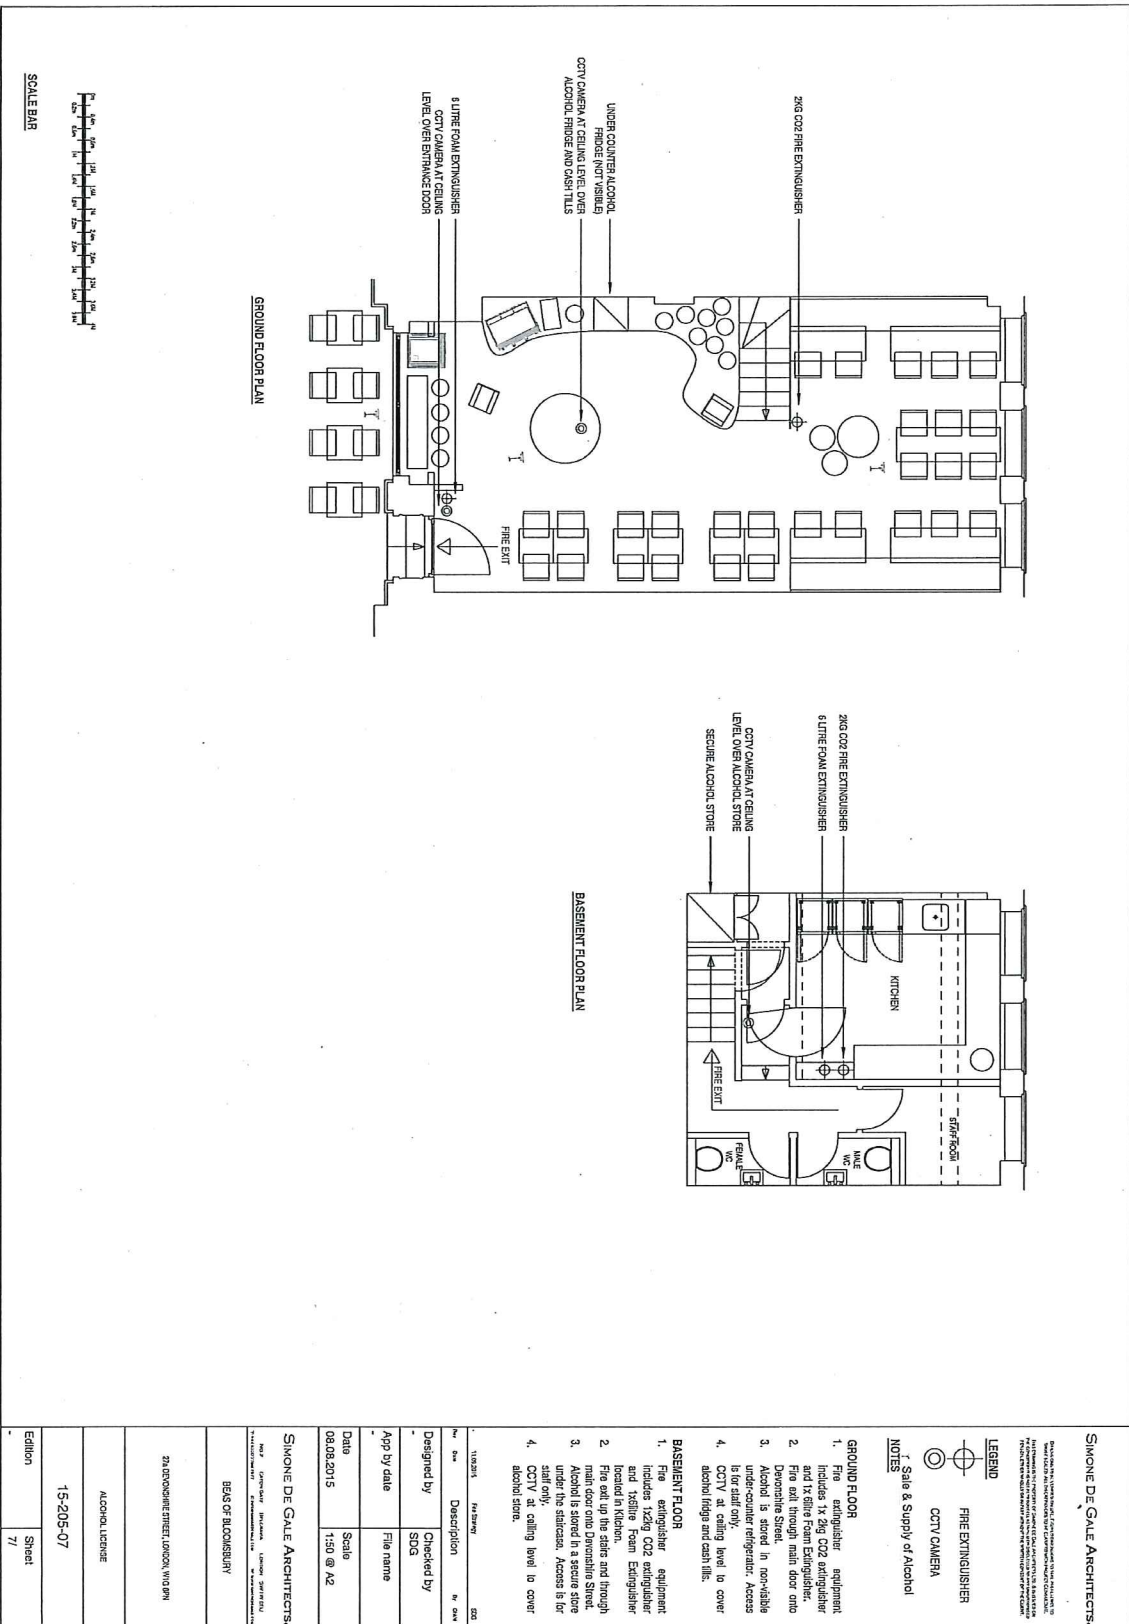 SIMONE DE GALE ARCHITECTS
LEGEND
FIRE EXTINGUISHER
CCTV CAMERA
Sale & Supply of Alcohol
NOTES
GROUND FLOOR
1. Fire extinguisher equipment
includes 1x 2kg CO2 extinguisher
and 1x 6litre Foam Extinguisher.
2. Fire exit through main door onto
Devonshire Street.
3. Alcohol is stored in non-visible
under-counter refrigerator. Access
is for staff only.
4. CCTV at ceiling level to cover
alcohol fridge and cash tills.
BASEMENT FLOOR
1. Fire extinguisher equipment
includes 1x2kg CO2 extinguisher
and 1x6litre Foam Extinguisher
located in Kitchen.
2. Fire exit up the stairs and through
main door onto Devonshire Street.
3. Alcohol is stored in a secure store
under the staircase. Access is for
staff only.
4. CCTV at ceiling level to cover
alcohol store.
- 11.09.2015 Fire Strategy SDG
Rev Date Description By Chk'd
Designed by
-
Checked by
SDG
App by date
-
File name
Date
08.08.2015
Scale
1:50 @ A2
SIMONE DE GALE ARCHITECTS
BEAS OF BLOOMSBURY
27a DEVONSHIRE STREET, LONDON, W1G 6PN
ALCOHOL LICENSE
15-205-07
Edition
-
Sheet
7/
2KG CO2 FIRE EXTINGUISHER
UNDER COUNTER ALCOHOL
FRIDGE (NOT VISIBLE)
CCTV CAMERA AT CEILING LEVEL OVER
ALCOHOL FRIDGE AND CASH TILLS
6 LITRE FOAM EXTINGUISHER
CCTV CAMERA AT CEILING
LEVEL OVER ENTRANCE DOOR
FIRE EXIT
GROUND FLOOR PLAN
2KG CO2 FIRE EXTINGUISHER
6 LITRE FOAM EXTINGUISHER
CCTV CAMERA AT CEILING
LEVEL OVER ALCOHOL STORE
SECURE ALCOHOL STORE
KITCHEN
STAFF ROOM
FIRE EXIT
MALE
WC
FEMALE
WC
BASEMENT FLOOR PLAN
SCALE BAR